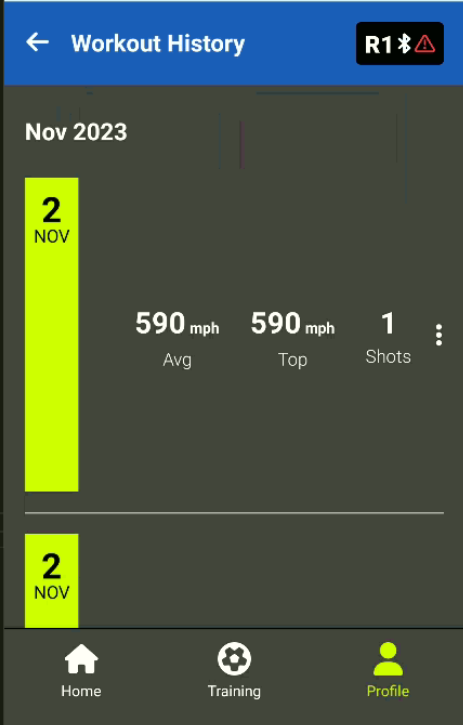 Workout History
R1
Nov 2023
2
NOV
590 mph
Avg
590 mph
Top
1
Shots
2
NOV
Home
Training
Profile